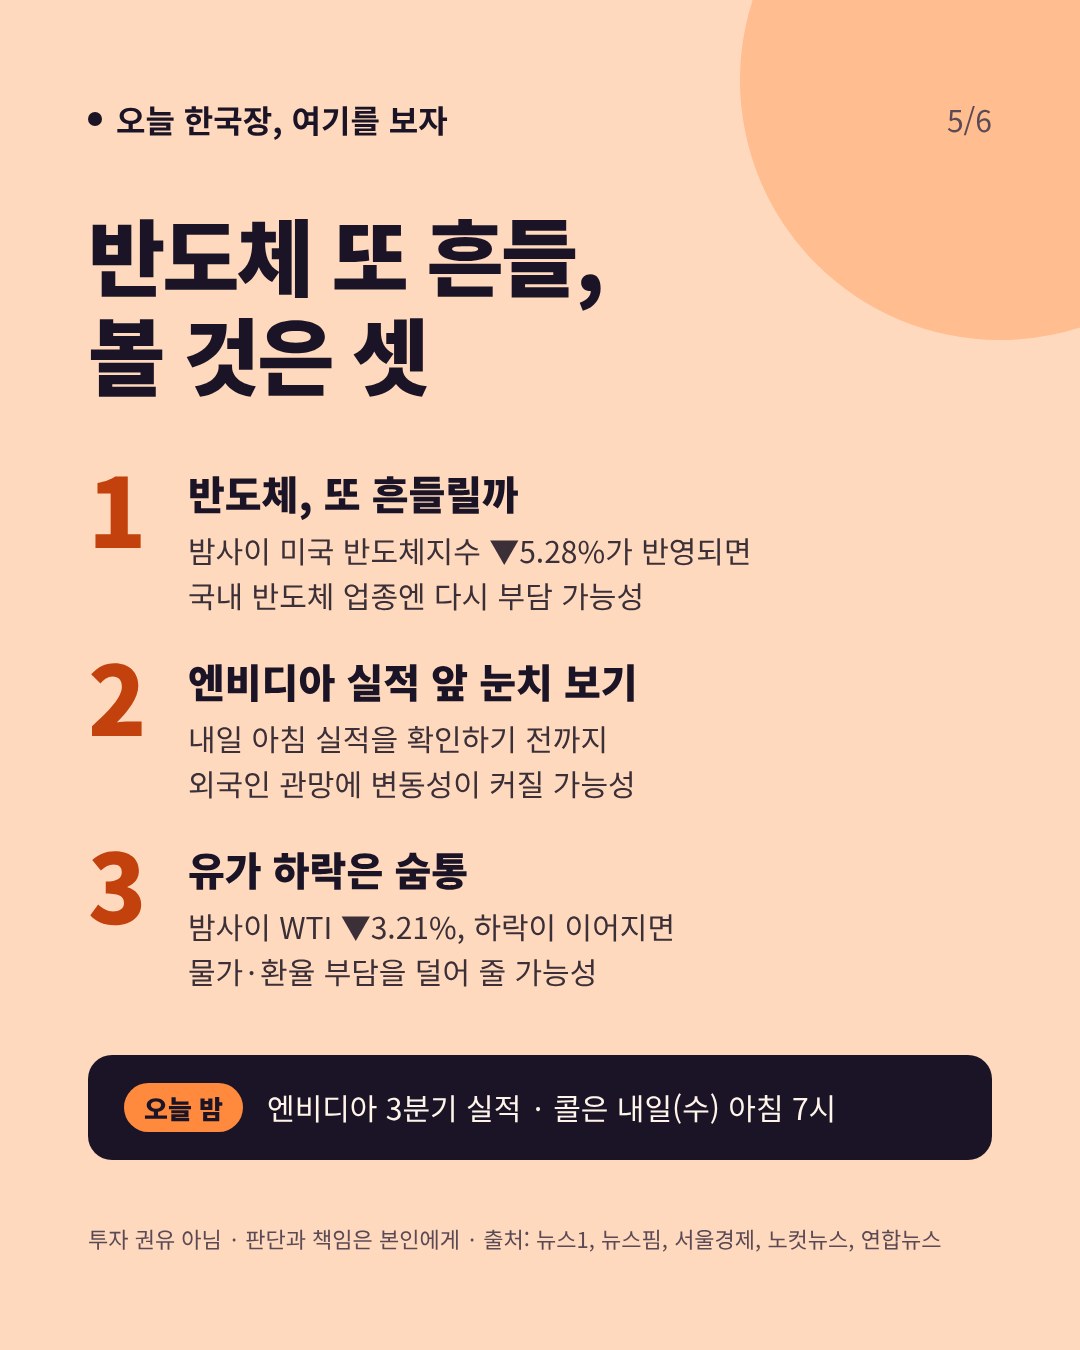 • 오늘 한국장, 여기를 보자
5/6
반도체 또 흔들,
볼 것은 셋
1
반도체, 또 흔들릴까
밤사이 미국 반도체지수 ▼5.28%가 반영되면
국내 반도체 업종엔 다시 부담 가능성
2
엔비디아 실적 앞 눈치 보기
내일 아침 실적을 확인하기 전까지
외국인 관망에 변동성이 커질 가능성
3
유가 하락은 숨통
밤사이 WTI ▼3.21%, 하락이 이어지면
물가·환율 부담을 덜어 줄 가능성
오늘 밤 엔비디아 3분기 실적 · 콜은 내일(수) 아침 7시
투자 권유 아님 · 판단과 책임은 본인에게 · 출처: 뉴스1, 뉴스핌, 서울경제, 노컷뉴스, 연합뉴스